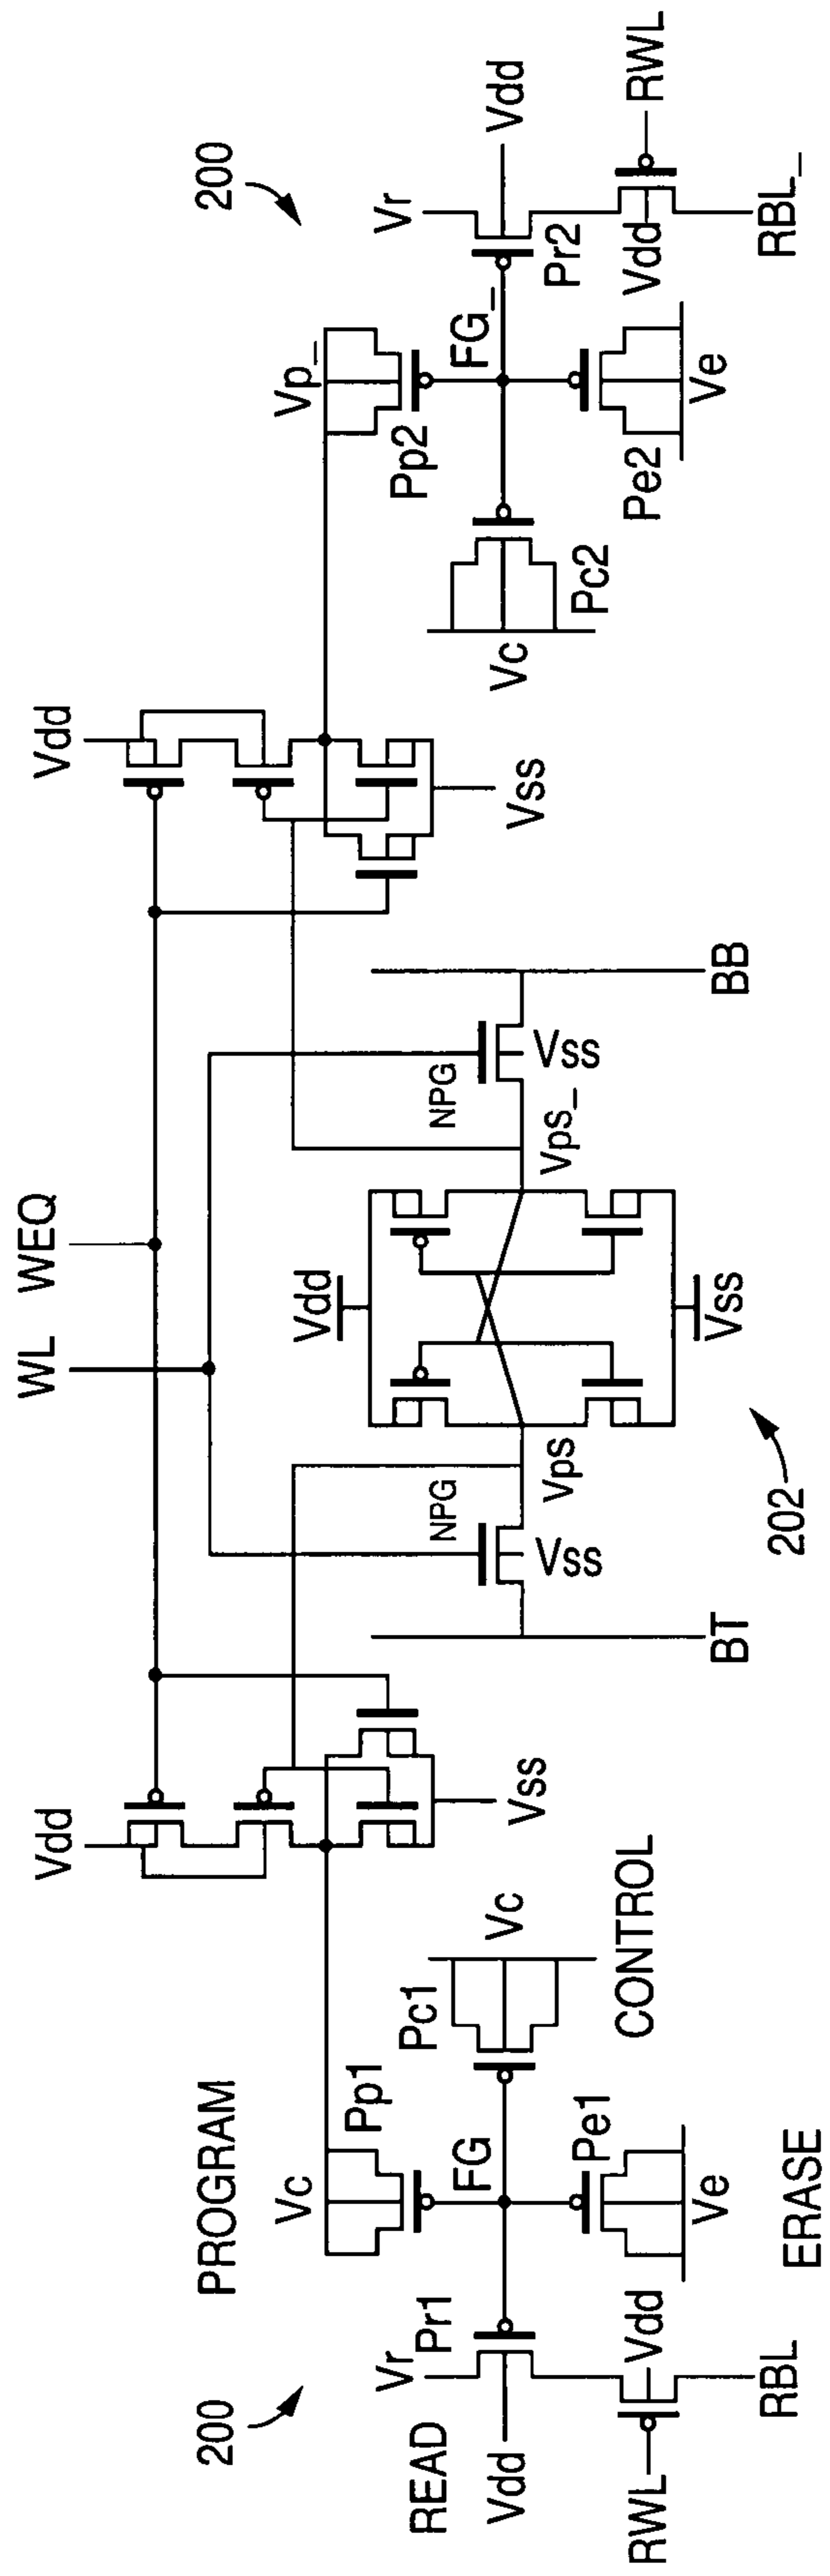 WL WEQ
Vdd
Vdd
200
READ
Vr
Pr1
Vdd
RWL
Vdd
RBL
PROGRAM
Vc
Pp1
FG
Pe1
Ve
ERASE
Pc1
Vc
CONTROL
Vss
BT
NPG
Vss
Vps
Vdd
Vss
202
Vps_
NPG
Vss
BB
Vss
Vc
Pc2
Pp2
Vp_
FG_
Pe2
Ve
200
Vr
Pr2
Vdd
Vdd
RWL
RBL_